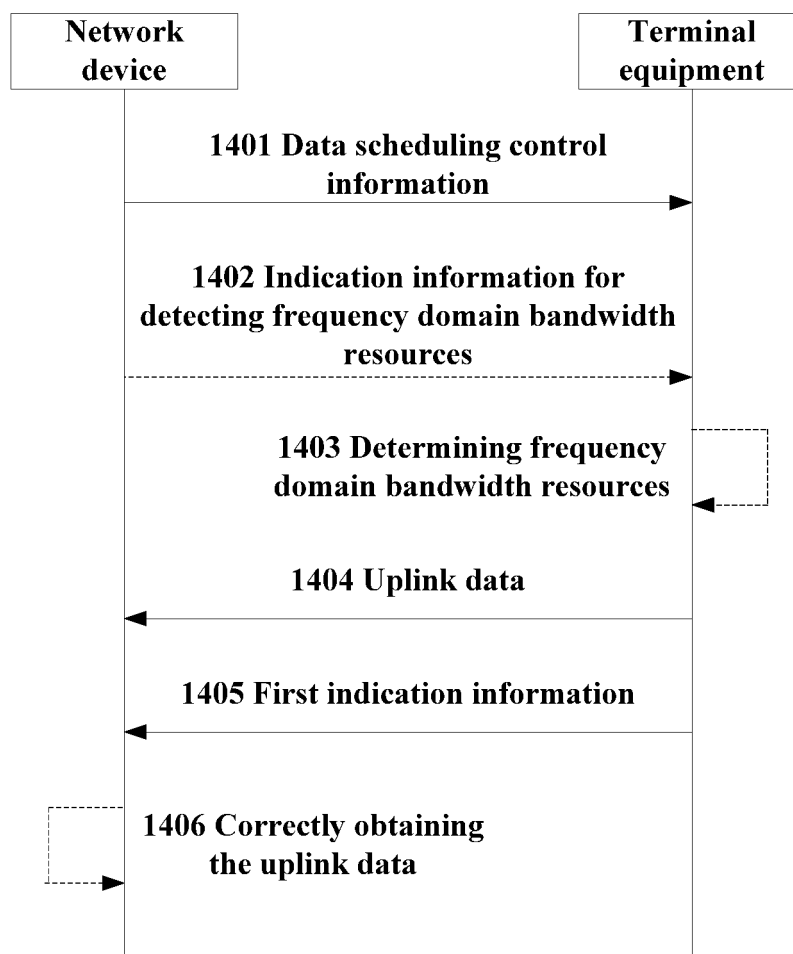 Network
device
Terminal
equipment
1401 Data scheduling control
information
1402 Indication information for
detecting frequency domain bandwidth
resources
1403 Determining frequency
domain bandwidth resources
1404 Uplink data
1405 First indication information
1406 Correctly obtaining
the uplink data